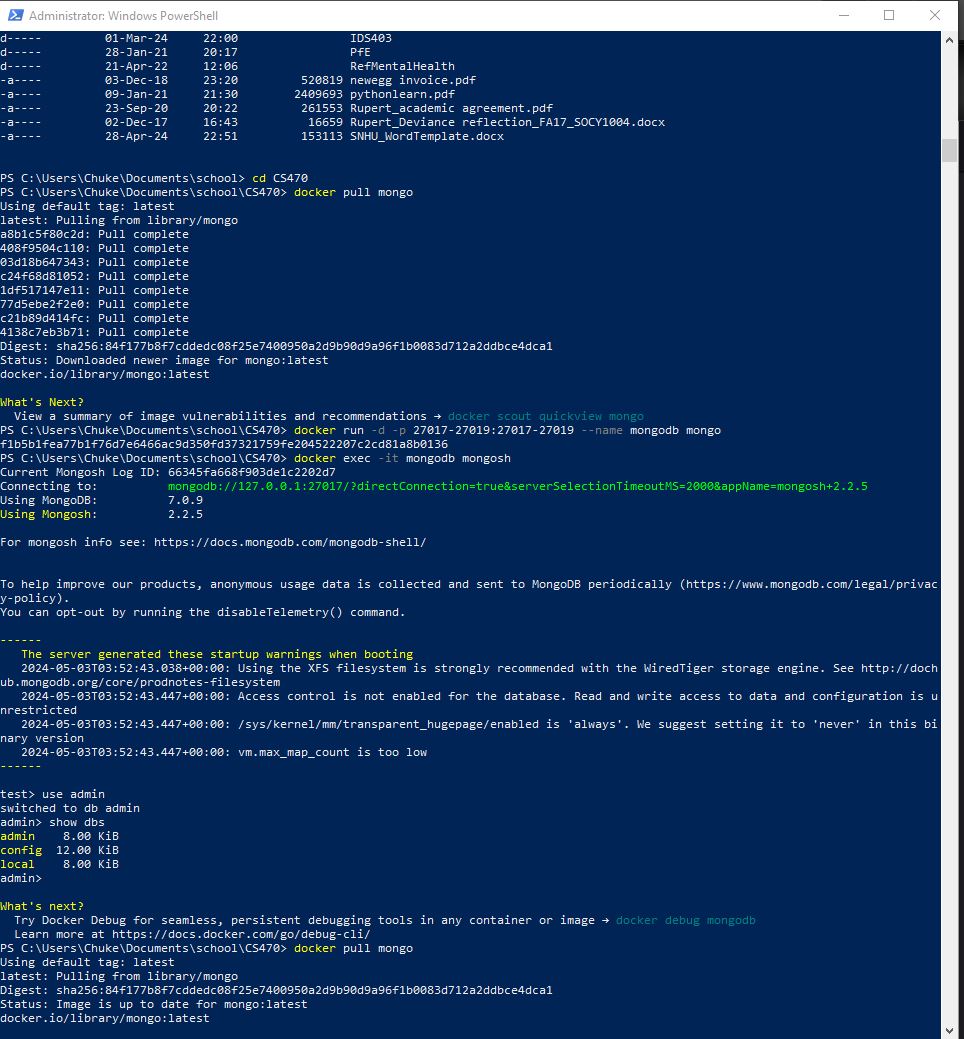 Administrator: Windows PowerShell
d----- 01-Mar-24 22:00 IDS403
d----- 28-Jan-21 20:17 PfE
d----- 21-Apr-22 12:06 RefMentalHealth
-a---- 03-Dec-18 23:20 520819 newegg invoice.pdf
-a---- 09-Jan-21 21:30 2409693 pythonlearn.pdf
-a---- 23-Sep-20 20:22 261553 Rupert_academic agreement.pdf
-a---- 02-Dec-17 16:43 16659 Rupert_Deviance reflection_FA17_SOCY1004.docx
-a---- 28-Apr-24 22:51 153113 SNHU_WordTemplate.docx
PS C:\Users\Chuke\Documents\school> cd CS470
PS C:\Users\Chuke\Documents\school\CS470> docker pull mongo
Using default tag: latest
latest: Pulling from library/mongo
a8b1c5f80c2d: Pull complete
408f9504c110: Pull complete
03d18b647343: Pull complete
c24f68d81052: Pull complete
1df517147e11: Pull complete
77d5ebe2f2e0: Pull complete
c21b89d414fc: Pull complete
4138c7eb3b71: Pull complete
Digest: sha256:84f177b8f7cddedc08f25e7400950a2d9b90d9a96f1b0083d712a2ddbce4dca1
Status: Downloaded newer image for mongo:latest
docker.io/library/mongo:latest
What's Next?
View a summary of image vulnerabilities and recommendations → docker scout quickview mongo
PS C:\Users\Chuke\Documents\school\CS470> docker run -d -p 27017-27019:27017-27019 --name mongodb mongo
f1b5b1fea77b1f76d7e6466ac9d350fd37321759fe204522207c2cd81a8b0136
PS C:\Users\Chuke\Documents\school\CS470> docker exec -it mongodb mongosh
Current Mongosh Log ID: 66345fa668f903de1c2202d7
Connecting to: mongodb://127.0.0.1:27017/?directConnection=true&serverSelectionTimeoutMS=2000&appName=mongosh+2.2.5
Using MongoDB: 7.0.9
Using Mongosh: 2.2.5
For mongosh info see: https://docs.mongodb.com/mongodb-shell/
To help improve our products, anonymous usage data is collected and sent to MongoDB periodically (https://www.mongodb.com/legal/privac
y-policy).
You can opt-out by running the disableTelemetry() command.
------
The server generated these startup warnings when booting
2024-05-03T03:52:43.038+00:00: Using the XFS filesystem is strongly recommended with the WiredTiger storage engine. See http://doch
ub.mongodb.org/core/prodnotes-filesystem
2024-05-03T03:52:43.447+00:00: Access control is not enabled for the database. Read and write access to data and configuration is u
nrestricted
2024-05-03T03:52:43.447+00:00: /sys/kernel/mm/transparent_hugepage/enabled is 'always'. We suggest setting it to 'never' in this bi
nary version
2024-05-03T03:52:43.447+00:00: vm.max_map_count is too low
------
test> use admin
switched to db admin
admin> show dbs
admin 8.00 KiB
config 12.00 KiB
local 8.00 KiB
admin>
What's next?
Try Docker Debug for seamless, persistent debugging tools in any container or image → docker debug mongodb
Learn more at https://docs.docker.com/go/debug-cli/
PS C:\Users\Chuke\Documents\school\CS470> docker pull mongo
Using default tag: latest
latest: Pulling from library/mongo
Digest: sha256:84f177b8f7cddedc08f25e7400950a2d9b90d9a96f1b0083d712a2ddbce4dca1
Status: Image is up to date for mongo:latest
docker.io/library/mongo:latest